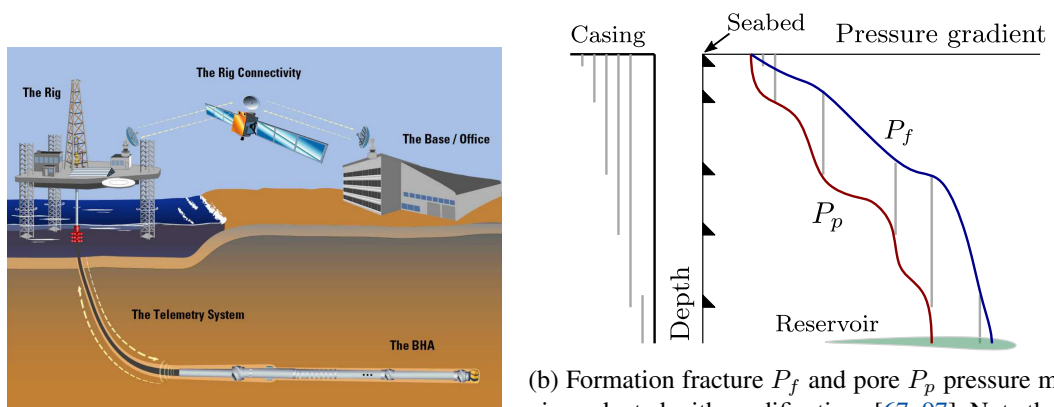 The Rig Connectivity
The Rig
The Base / Office
The Telemetry System
The BHA
Seabed
Casing
Pressure gradient
P_f
P_p
Depth
Reservoir
(b) Formation fracture P_f and pore P_p pressure m